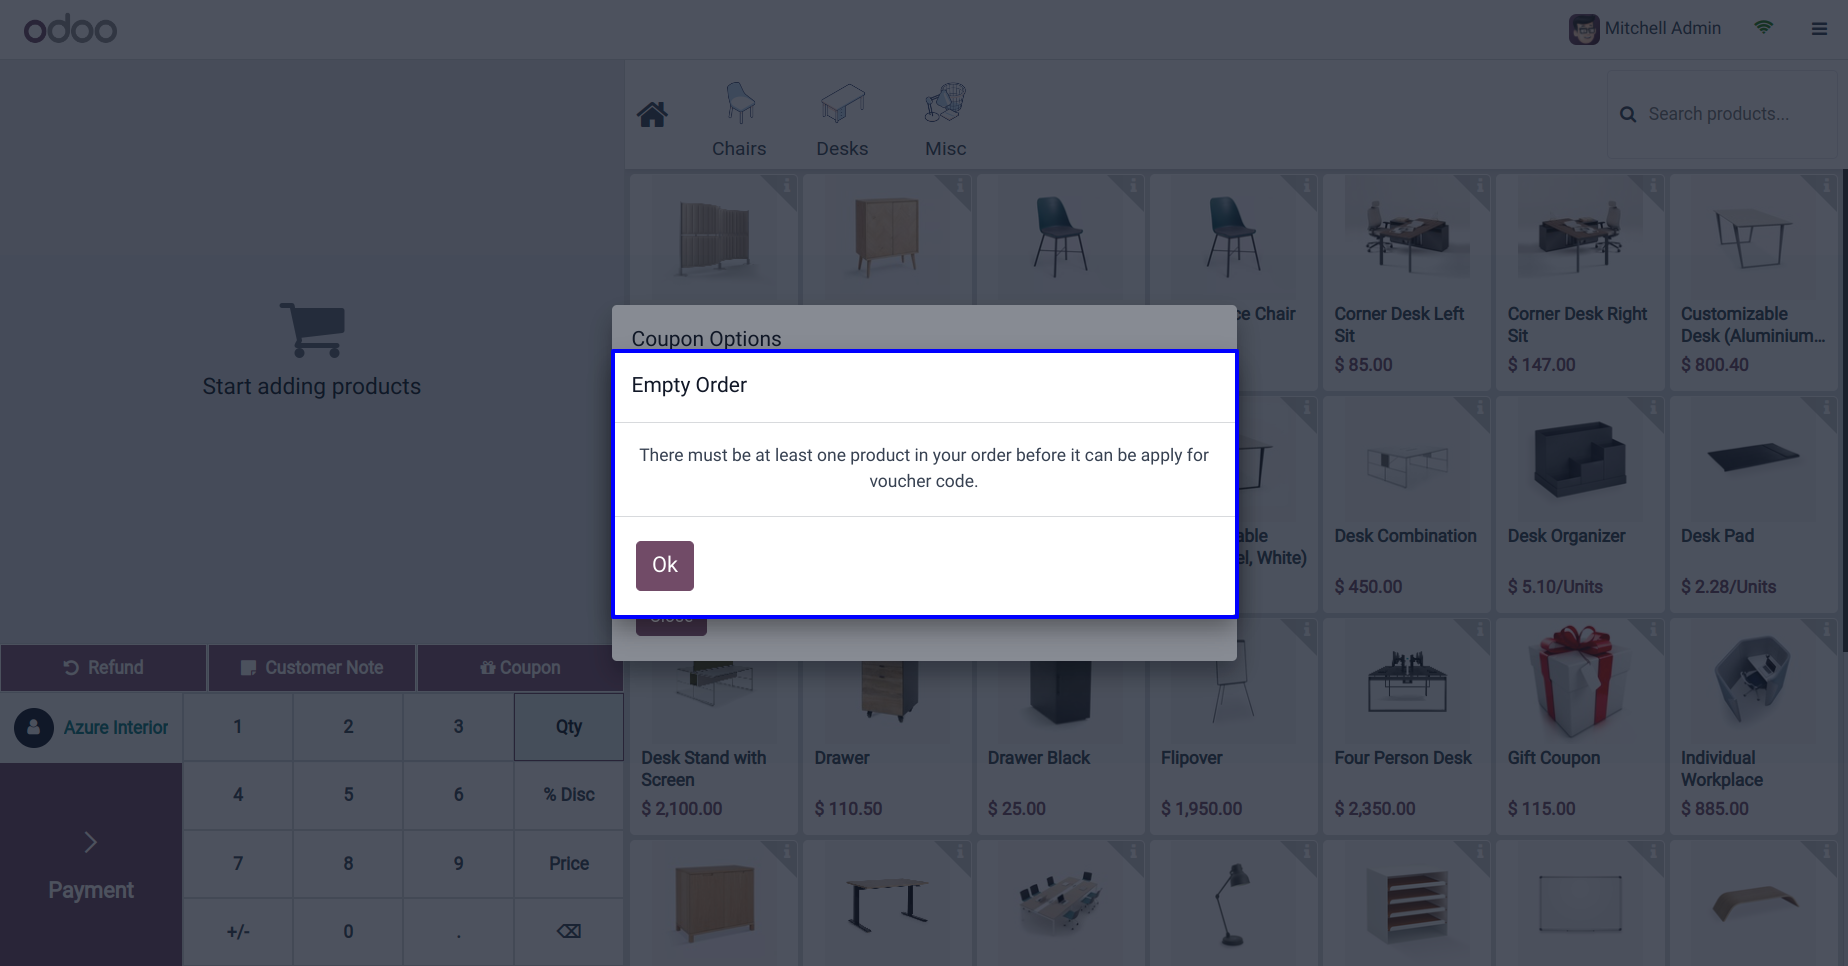 odoo
Mitchell Admin
Chairs
Desks
Misc
Search products...
Start adding products
Coupon Options
Empty Order
There must be at least one product in your order before it can be apply for
voucher code.
Ok
Close
ce Chair
Corner Desk Left
Sit
$ 85.00
Corner Desk Right
Sit
$ 147.00
Customizable
Desk (Aluminium...
$ 800.40
able
el, White)
Desk Combination
$ 450.00
Desk Organizer
$ 5.10/Units
Desk Pad
$ 2.28/Units
Desk Stand with
Screen
$ 2,100.00
Drawer
$ 110.50
Drawer Black
$ 25.00
Flipover
$ 1,950.00
Four Person Desk
$ 2,350.00
Gift Coupon
$ 115.00
Individual
Workplace
$ 885.00
Refund
Customer Note
Coupon
Azure Interior
1
2
3
Qty
4
5
6
% Disc
7
8
9
Price
+/-
0
.
⌫
Payment